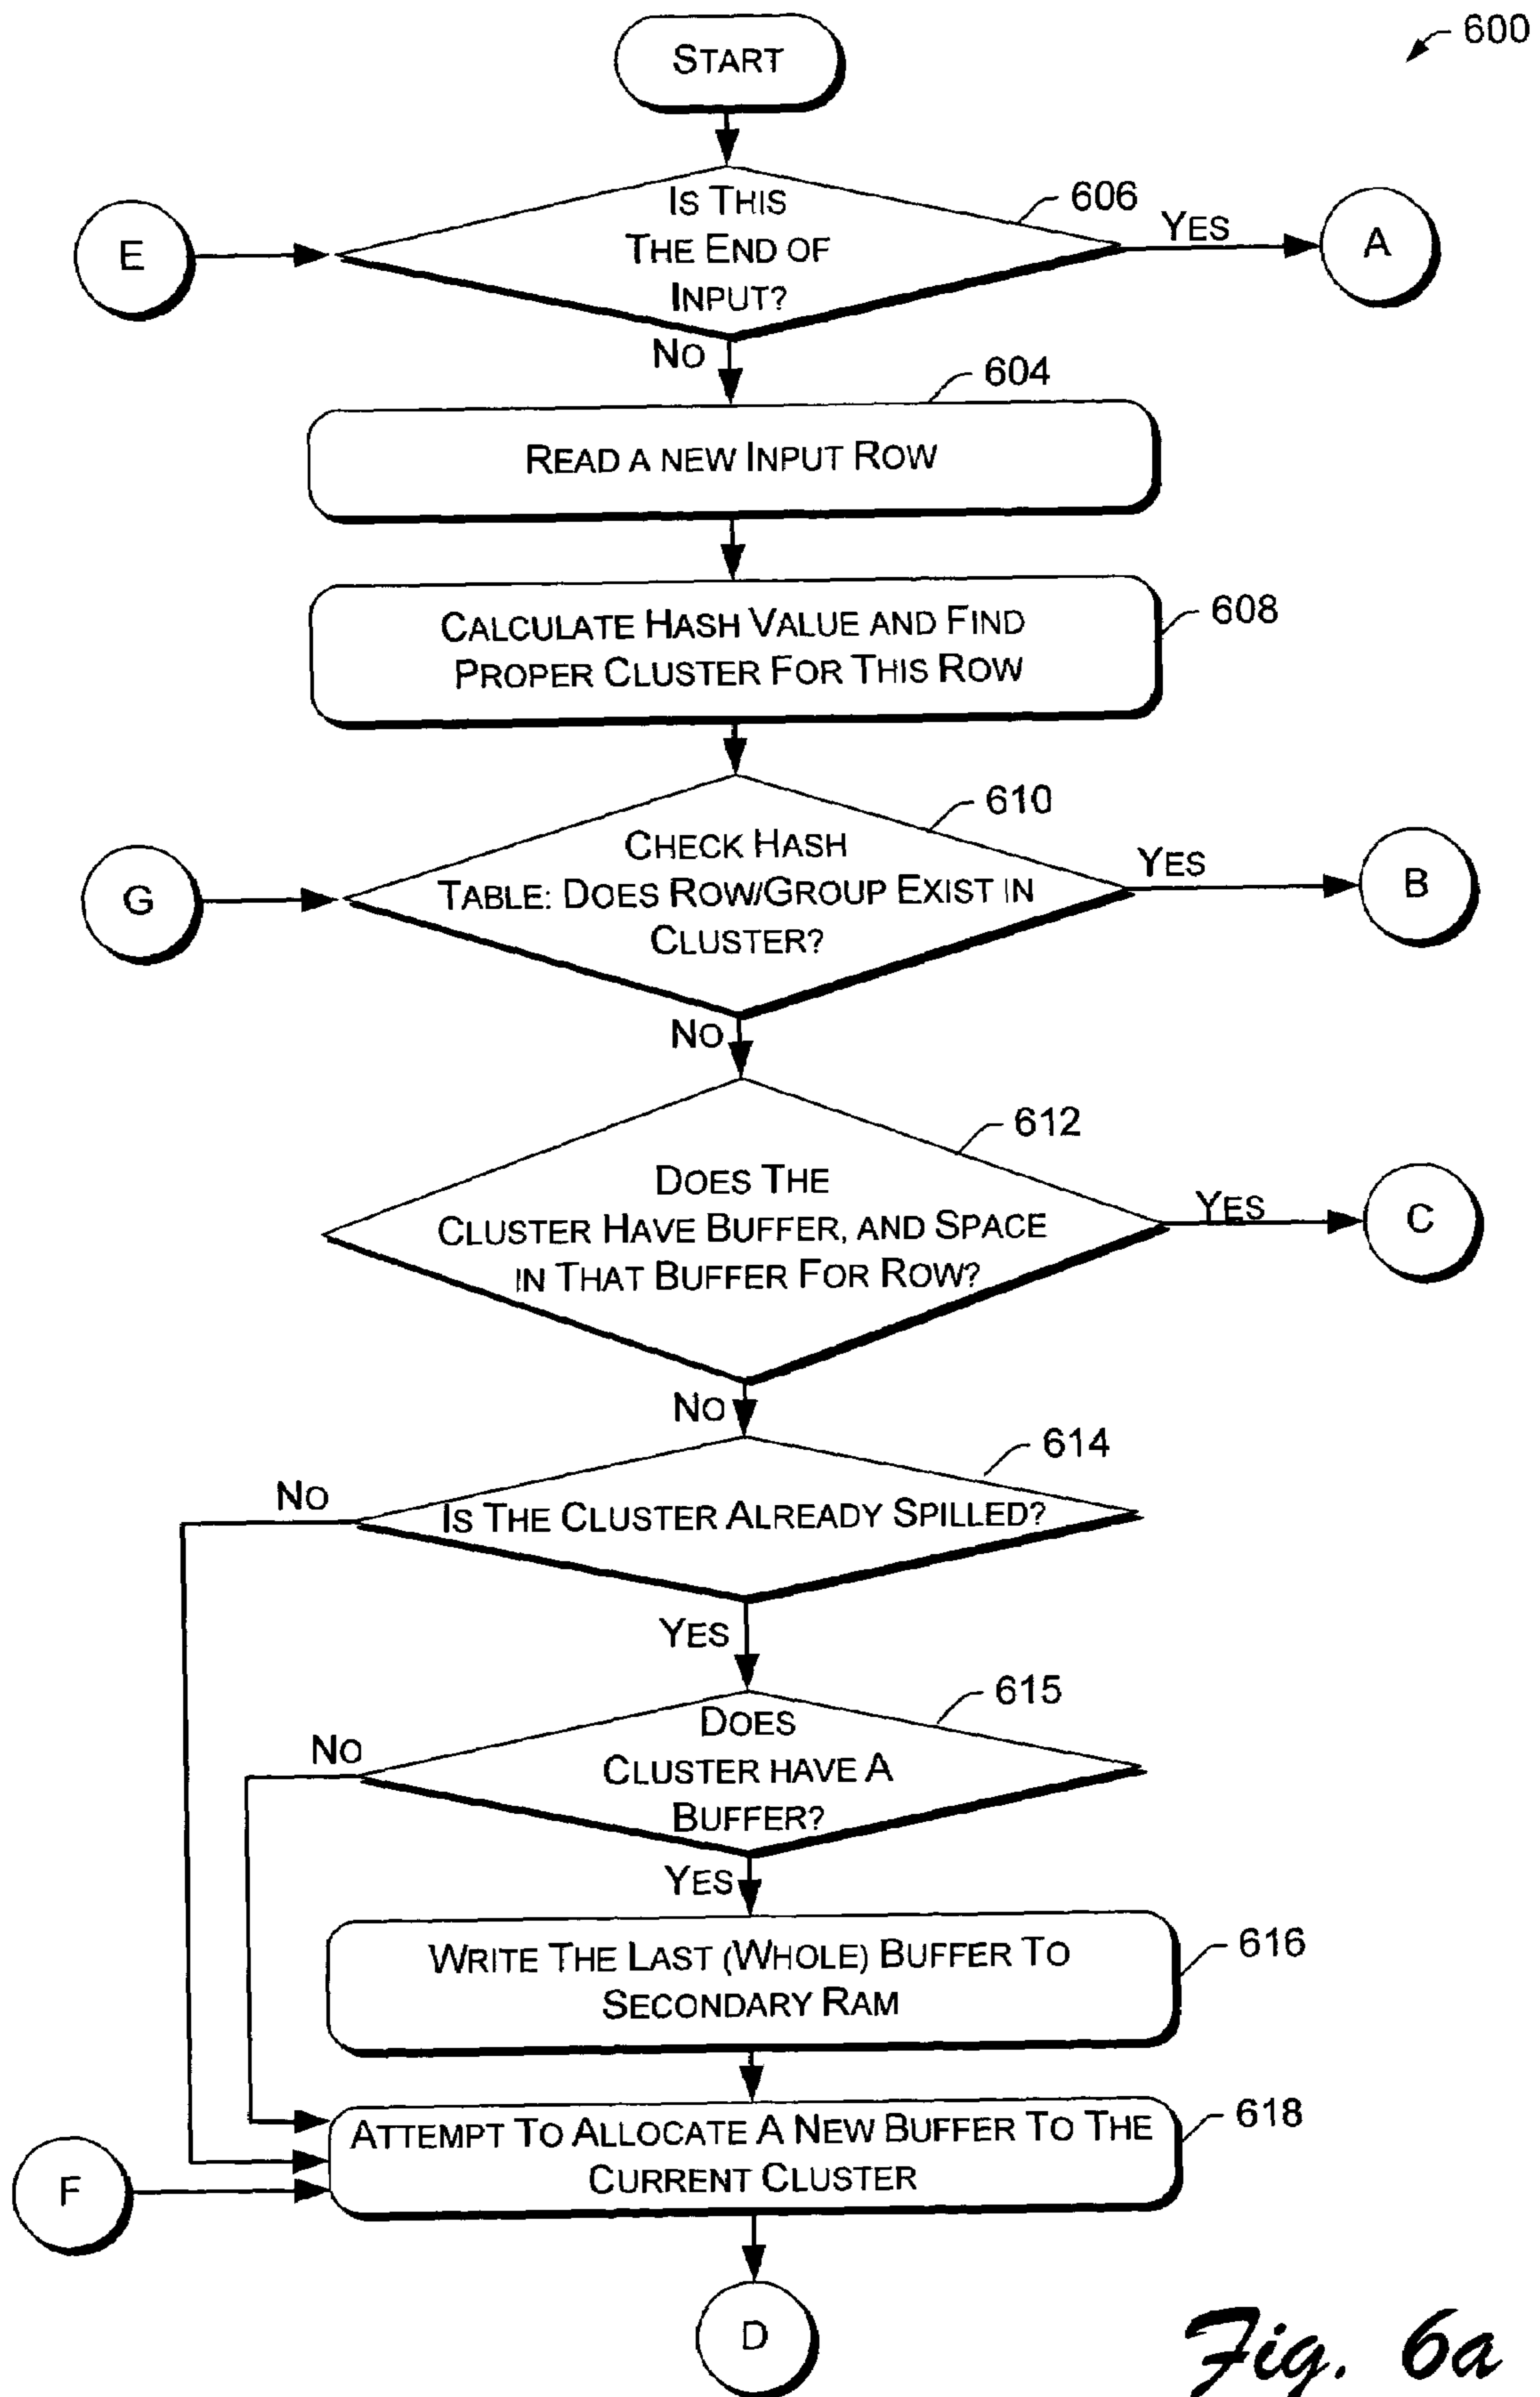 600
START
IS THIS
THE END OF
INPUT?
606
YES
E
A
NO
604
READ A NEW INPUT ROW
CALCULATE HASH VALUE AND FIND
PROPER CLUSTER FOR THIS ROW
608
610
CHECK HASH
TABLE: DOES ROW/GROUP EXIST IN
CLUSTER?
YES
G
B
NO
612
DOES THE
CLUSTER HAVE BUFFER, AND SPACE
IN THAT BUFFER FOR ROW?
YES
C
NO
614
NO
IS THE CLUSTER ALREADY SPILLED?
YES
615
DOES
CLUSTER HAVE A
BUFFER?
NO
YES
WRITE THE LAST (WHOLE) BUFFER TO
SECONDARY RAM
616
ATTEMPT TO ALLOCATE A NEW BUFFER TO THE
CURRENT CLUSTER
618
F
D
Fig. 6a